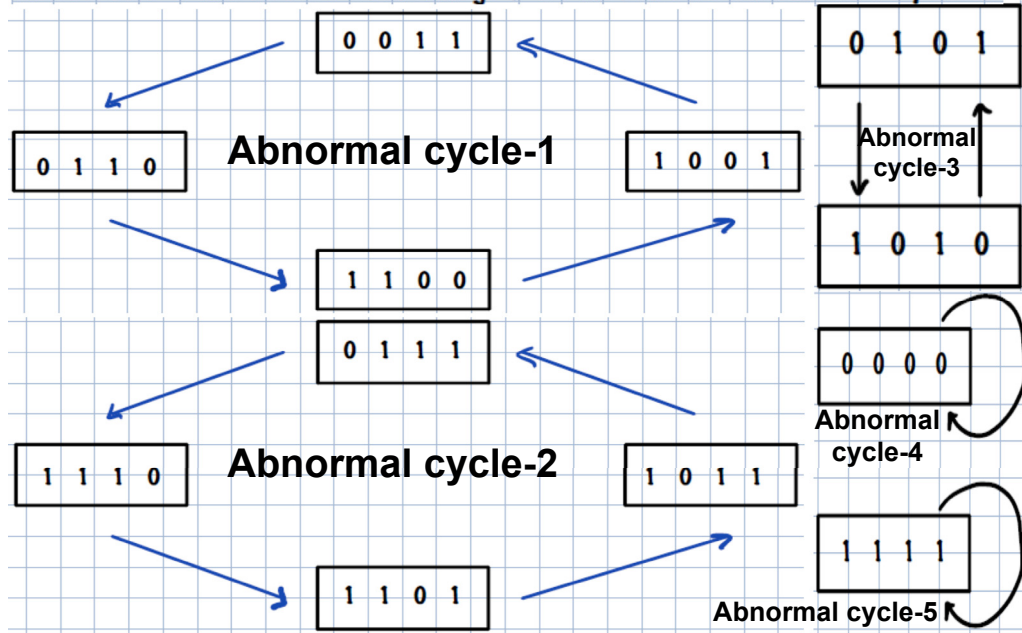 0 0 1 1
0 1 1 0
Abnormal cycle-1
1 0 0 1
1 1 0 0
0 1 1 1
1 1 1 0
Abnormal cycle-2
1 0 1 1
1 1 0 1
0 1 0 1
Abnormal
cycle-3
1 0 1 0
0 0 0 0
Abnormal
cycle-4
1 1 1 1
Abnormal cycle-5